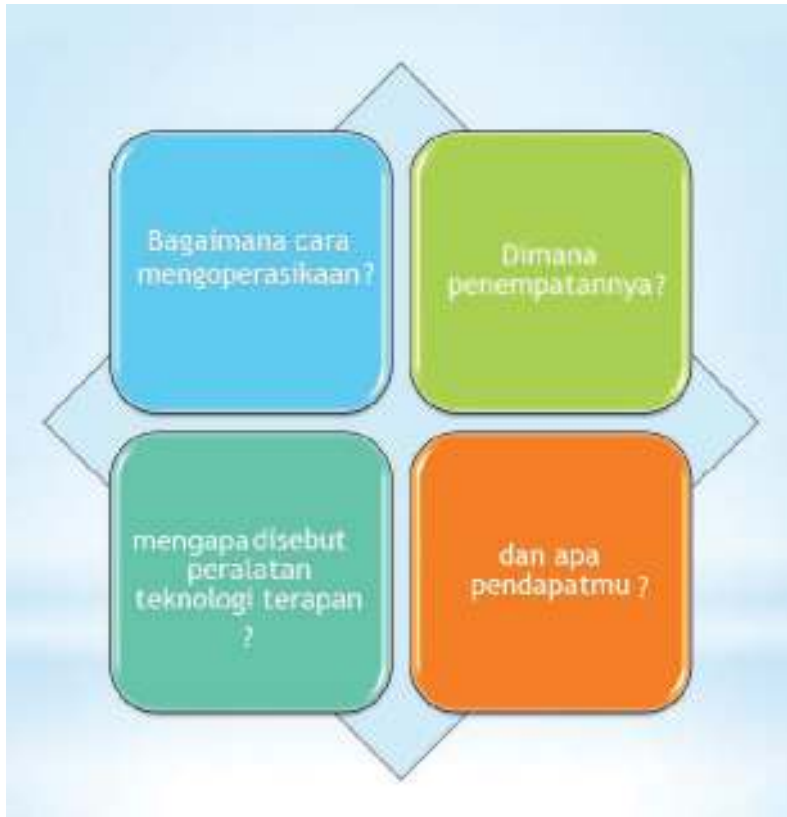 Bagaimana cara
mengoperasikaan?
Dimana
penempatannya?
mengapa disebut
peralatan
teknologi terapan
?
dan apa
pendapatmu ?